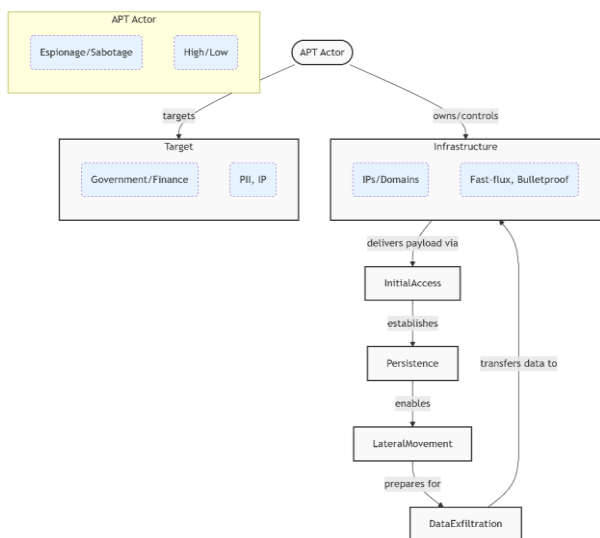 APT Actor
Espionage/Sabotage
High/Low
APT Actor
targets
owns/controls
Target
Government/Finance
PII, IP
Infrastructure
IPs/Domains
Fast-flux, Bulletproof
delivers payload via
InitialAccess
establishes
Persistence
transfers data to
enables
LateralMovement
prepares for
DataExfiltration